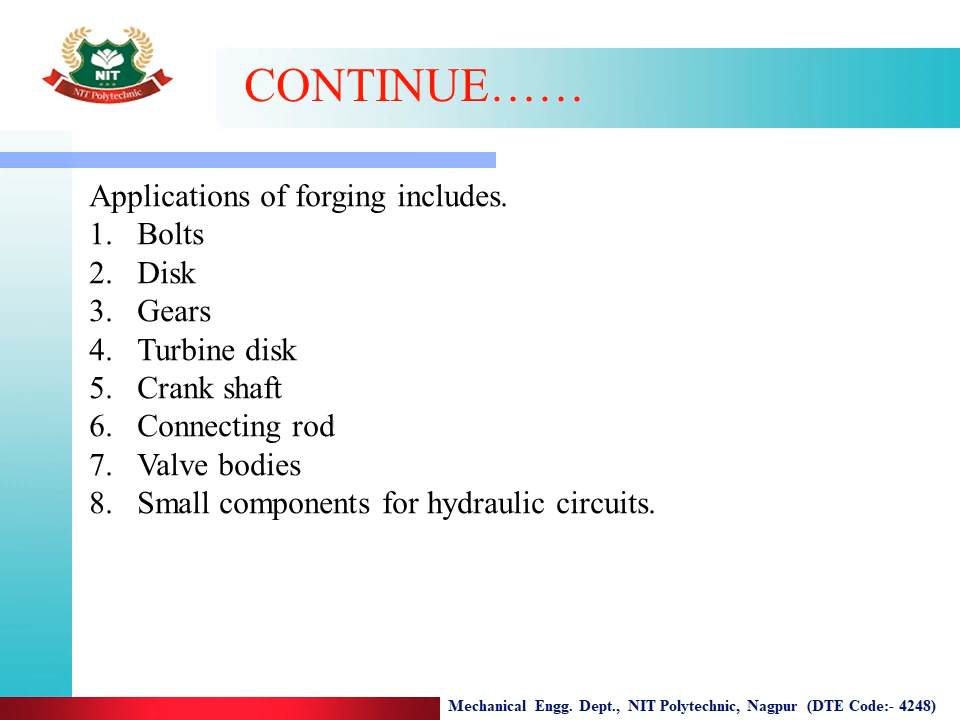 NIT
NIT Polytechnic
CONTINUE……
Applications of forging includes.
1. Bolts
2. Disk
3. Gears
4. Turbine disk
5. Crank shaft
6. Connecting rod
7. Valve bodies
8. Small components for hydraulic circuits.
Mechanical Engg. Dept., NIT Polytechnic, Nagpur (DTE Code:- 4248)